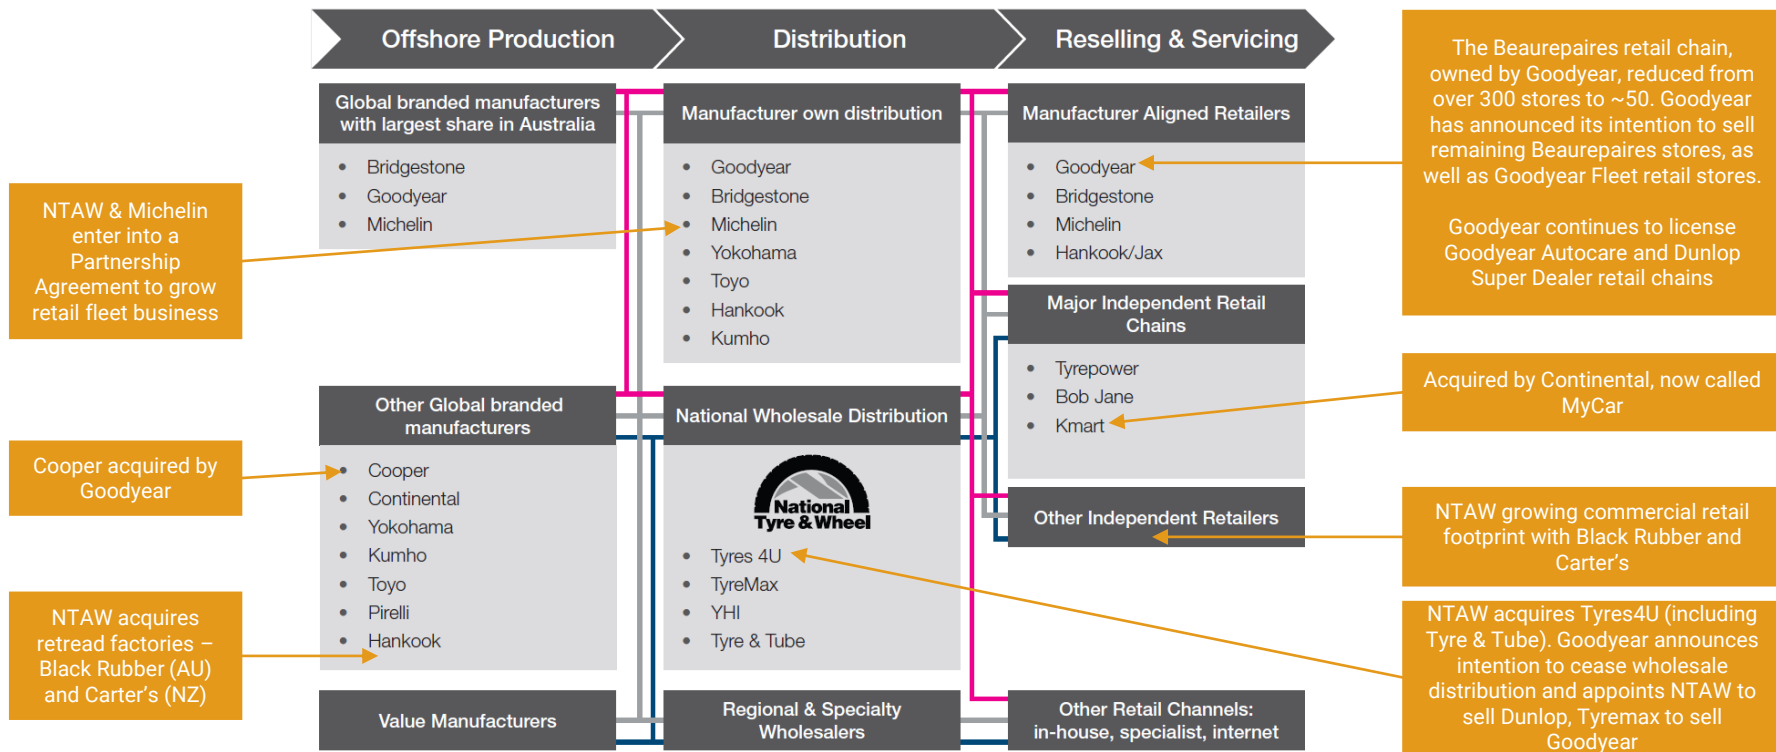 Offshore Production
Distribution
Reselling & Servicing
Global branded manufacturers
with largest share in Australia
• Bridgestone
• Goodyear
• Michelin
Other Global branded
manufacturers
• Cooper
• Continental
• Yokohama
• Kumho
• Toyo
• Pirelli
• Hankook
Value Manufacturers
Manufacturer own distribution
• Goodyear
• Bridgestone
• Michelin
• Yokohama
• Toyo
• Hankook
• Kumho
National Wholesale Distribution
National
Tyre & Wheel
• Tyres 4U
• TyreMax
• YHI
• Tyre & Tube
Regional & Specialty
Wholesalers
Manufacturer Aligned Retailers
• Goodyear
• Bridgestone
• Michelin
• Hankook/Jax
Major Independent Retail
Chains
• Tyrepower
• Bob Jane
• Kmart
Other Independent Retailers
Other Retail Channels:
in-house, specialist, internet
NTAW & Michelin
enter into a
Partnership
Agreement to grow
retail fleet business
Cooper acquired by
Goodyear
NTAW acquires
retread factories –
Black Rubber (AU)
and Carter's (NZ)
The Beaurepaires retail chain,
owned by Goodyear, reduced from
over 300 stores to ~50. Goodyear
has announced its intention to sell
remaining Beaurepaires stores, as
well as Goodyear Fleet retail stores.
Goodyear continues to license
Goodyear Autocare and Dunlop
Super Dealer retail chains
Acquired by Continental, now called
MyCar
NTAW growing commercial retail
footprint with Black Rubber and
Carter's
NTAW acquires Tyres4U (including
Tyre & Tube). Goodyear announces
intention to cease wholesale
distribution and appoints NTAW to
sell Dunlop, Tyremax to sell
Goodyear